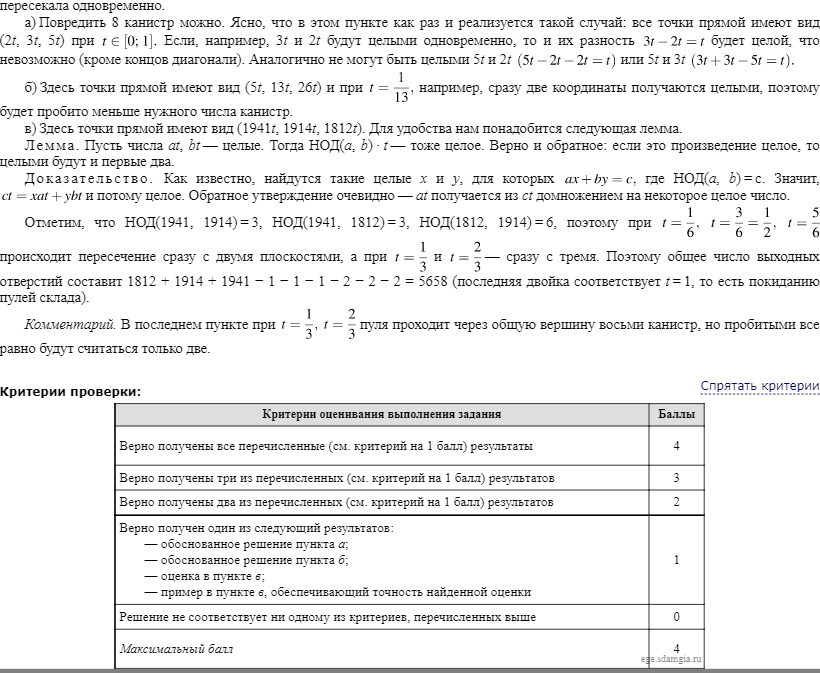 пересекала одновременно.
а) Повредить 8 канистр можно. Ясно, что в этом пункте как раз и реализуется такой случай: все точки прямой имеют вид
(2t, 3t, 5t) при t ∈ [0; 1]. Если, например, 3t и 2t будут целыми одновременно, то и их разность 3t − 2t = t будет целой, что
невозможно (кроме концов диагонали). Аналогично не могут быть целыми 5t и 2t (5t − 2t − 2t = t) или 5t и 3t (3t + 3t − 5t = t).
б) Здесь точки прямой имеют вид (5t, 13t, 26t) и при t = 1/13, например, сразу две координаты получаются целыми, поэтому
будет пробито меньше нужного числа канистр.
в) Здесь точки прямой имеют вид (1941t, 1914t, 1812t). Для удобства нам понадобится следующая лемма.
Лемма. Пусть числа at, bt — целые. Тогда НОД(a, b) · t — тоже целое. Верно и обратное: если это произведение целое, то
целыми будут и первые два.
Доказательство. Как известно, найдутся такие целые x и y, для которых ax + by = c, где НОД(a, b) = c. Значит,
ct = xat + ybt и потому целое. Обратное утверждение очевидно — at получается из ct домножением на некоторое целое число.
Отметим, что НОД(1941, 1914) = 3, НОД(1941, 1812) = 3, НОД(1812, 1914) = 6, поэтому при t = 1/6, t = 3/6 = 1/2, t = 5/6
происходит пересечение сразу с двумя плоскостями, а при t = 1/3 и t = 2/3 — сразу с тремя. Поэтому общее число выходных
отверстий составит 1812 + 1914 + 1941 − 1 − 1 − 1 − 2 − 2 − 2 = 5658 (последняя двойка соответствует t = 1, то есть покиданию
пулей склада).
Комментарий. В последнем пункте при t = 1/3, t = 2/3 пуля проходит через общую вершину восьми канистр, но пробитыми все
равно будут считаться только две.
Спрятать критерии
Критерии проверки:
Критерии оценивания выполнения задания Баллы
Верно получены все перечисленные (см. критерий на 1 балл) результаты 4
Верно получены три из перечисленных (см. критерий на 1 балл) результатов 3
Верно получены два из перечисленных (см. критерий на 1 балл) результатов 2
Верно получен один из следующий результатов:
— обоснованное решение пункта а;
— обоснованное решение пункта б;
— оценка в пункте в; 1
— пример в пункте в, обеспечивающий точность найденной оценки
Решение не соответствует ни одному из критериев, перечисленных выше 0
Максимальный балл 4
ege.sdamgia.ru